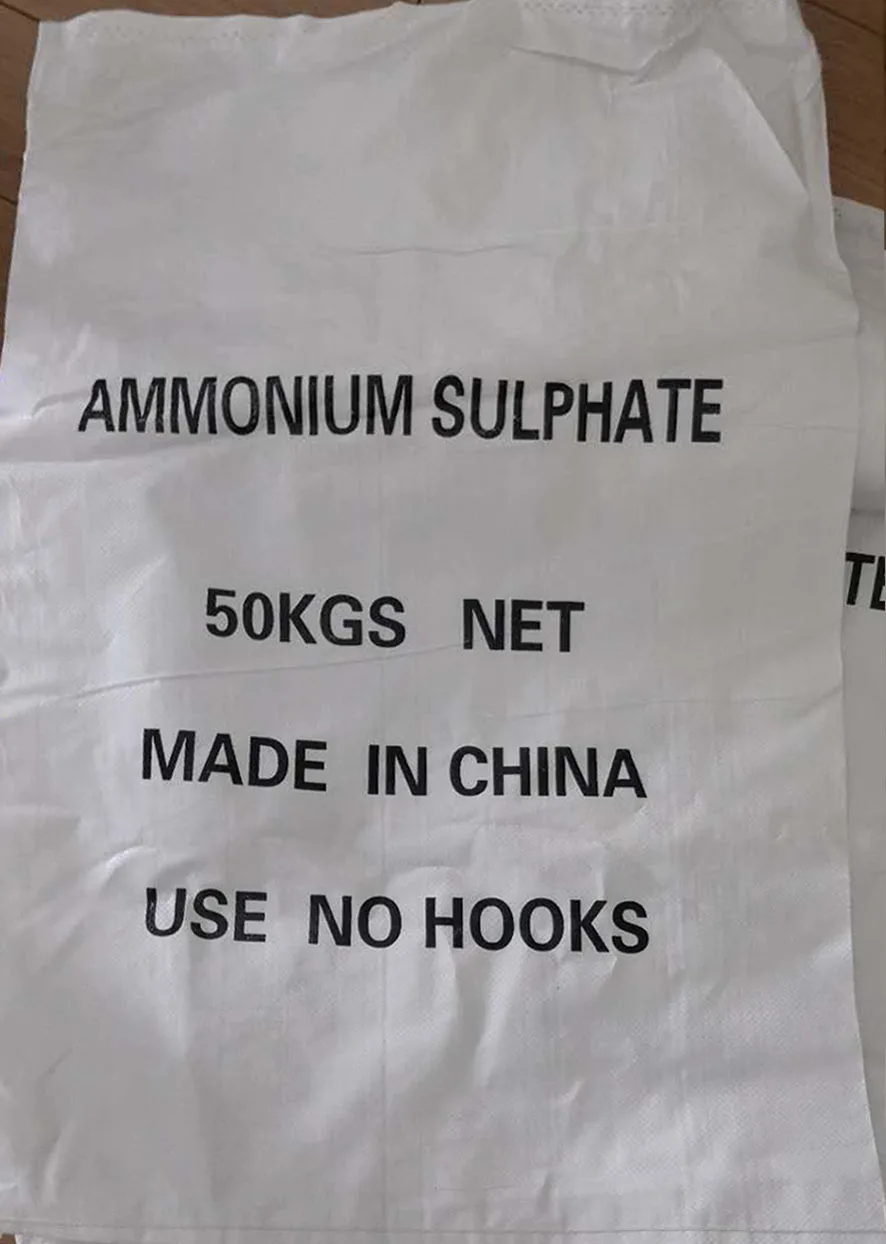 AMMONIUM SULPHATE
50KGS NET
MADE IN CHINA
USE NO HOOKS